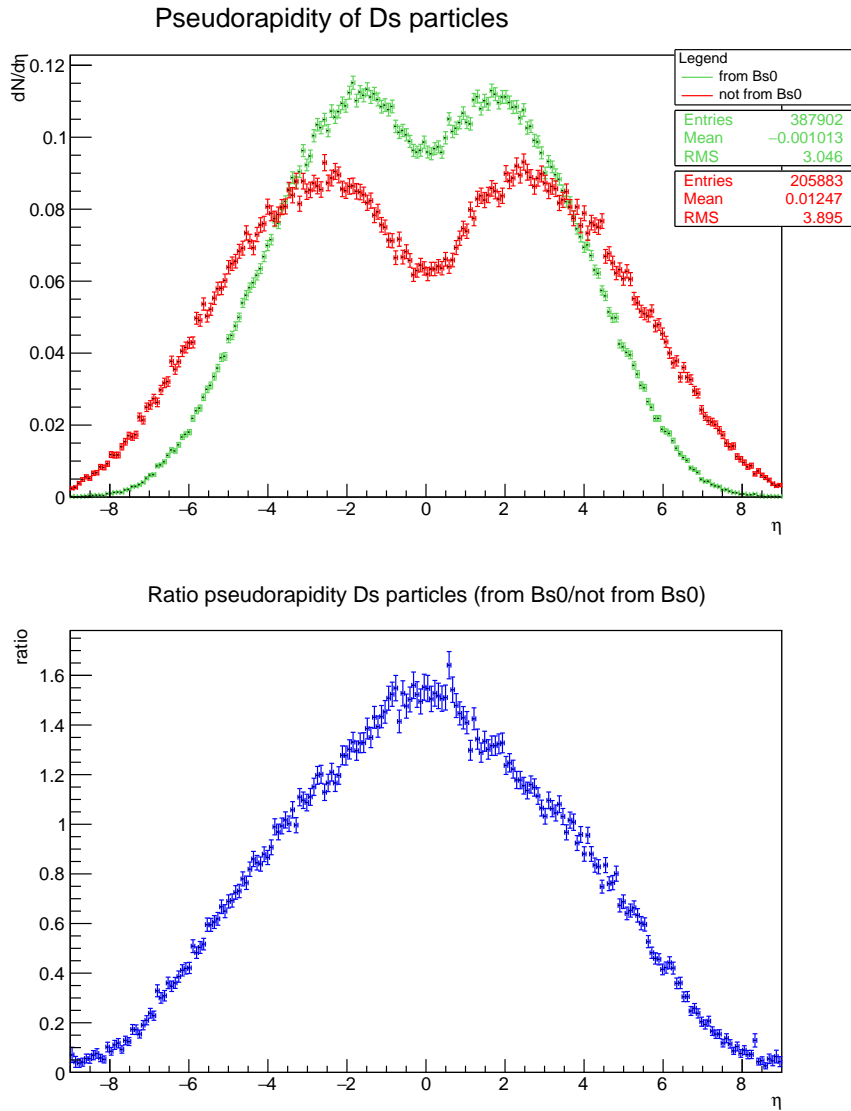 Pseudorapidity of Ds particles
dN/dη
0.12
0.1
0.08
0.06
0.04
0.02
0
−8 −6 −4 −2 0 2 4 6 8
η
Legend
from Bs0
not from Bs0
Entries 387902
Mean −0.001013
RMS 3.046
Entries 205883
Mean 0.01247
RMS 3.895
Ratio pseudorapidity Ds particles (from Bs0/not from Bs0)
ratio
1.6
1.4
1.2
1
0.8
0.6
0.4
0.2
0
−8 −6 −4 −2 0 2 4 6 8
η